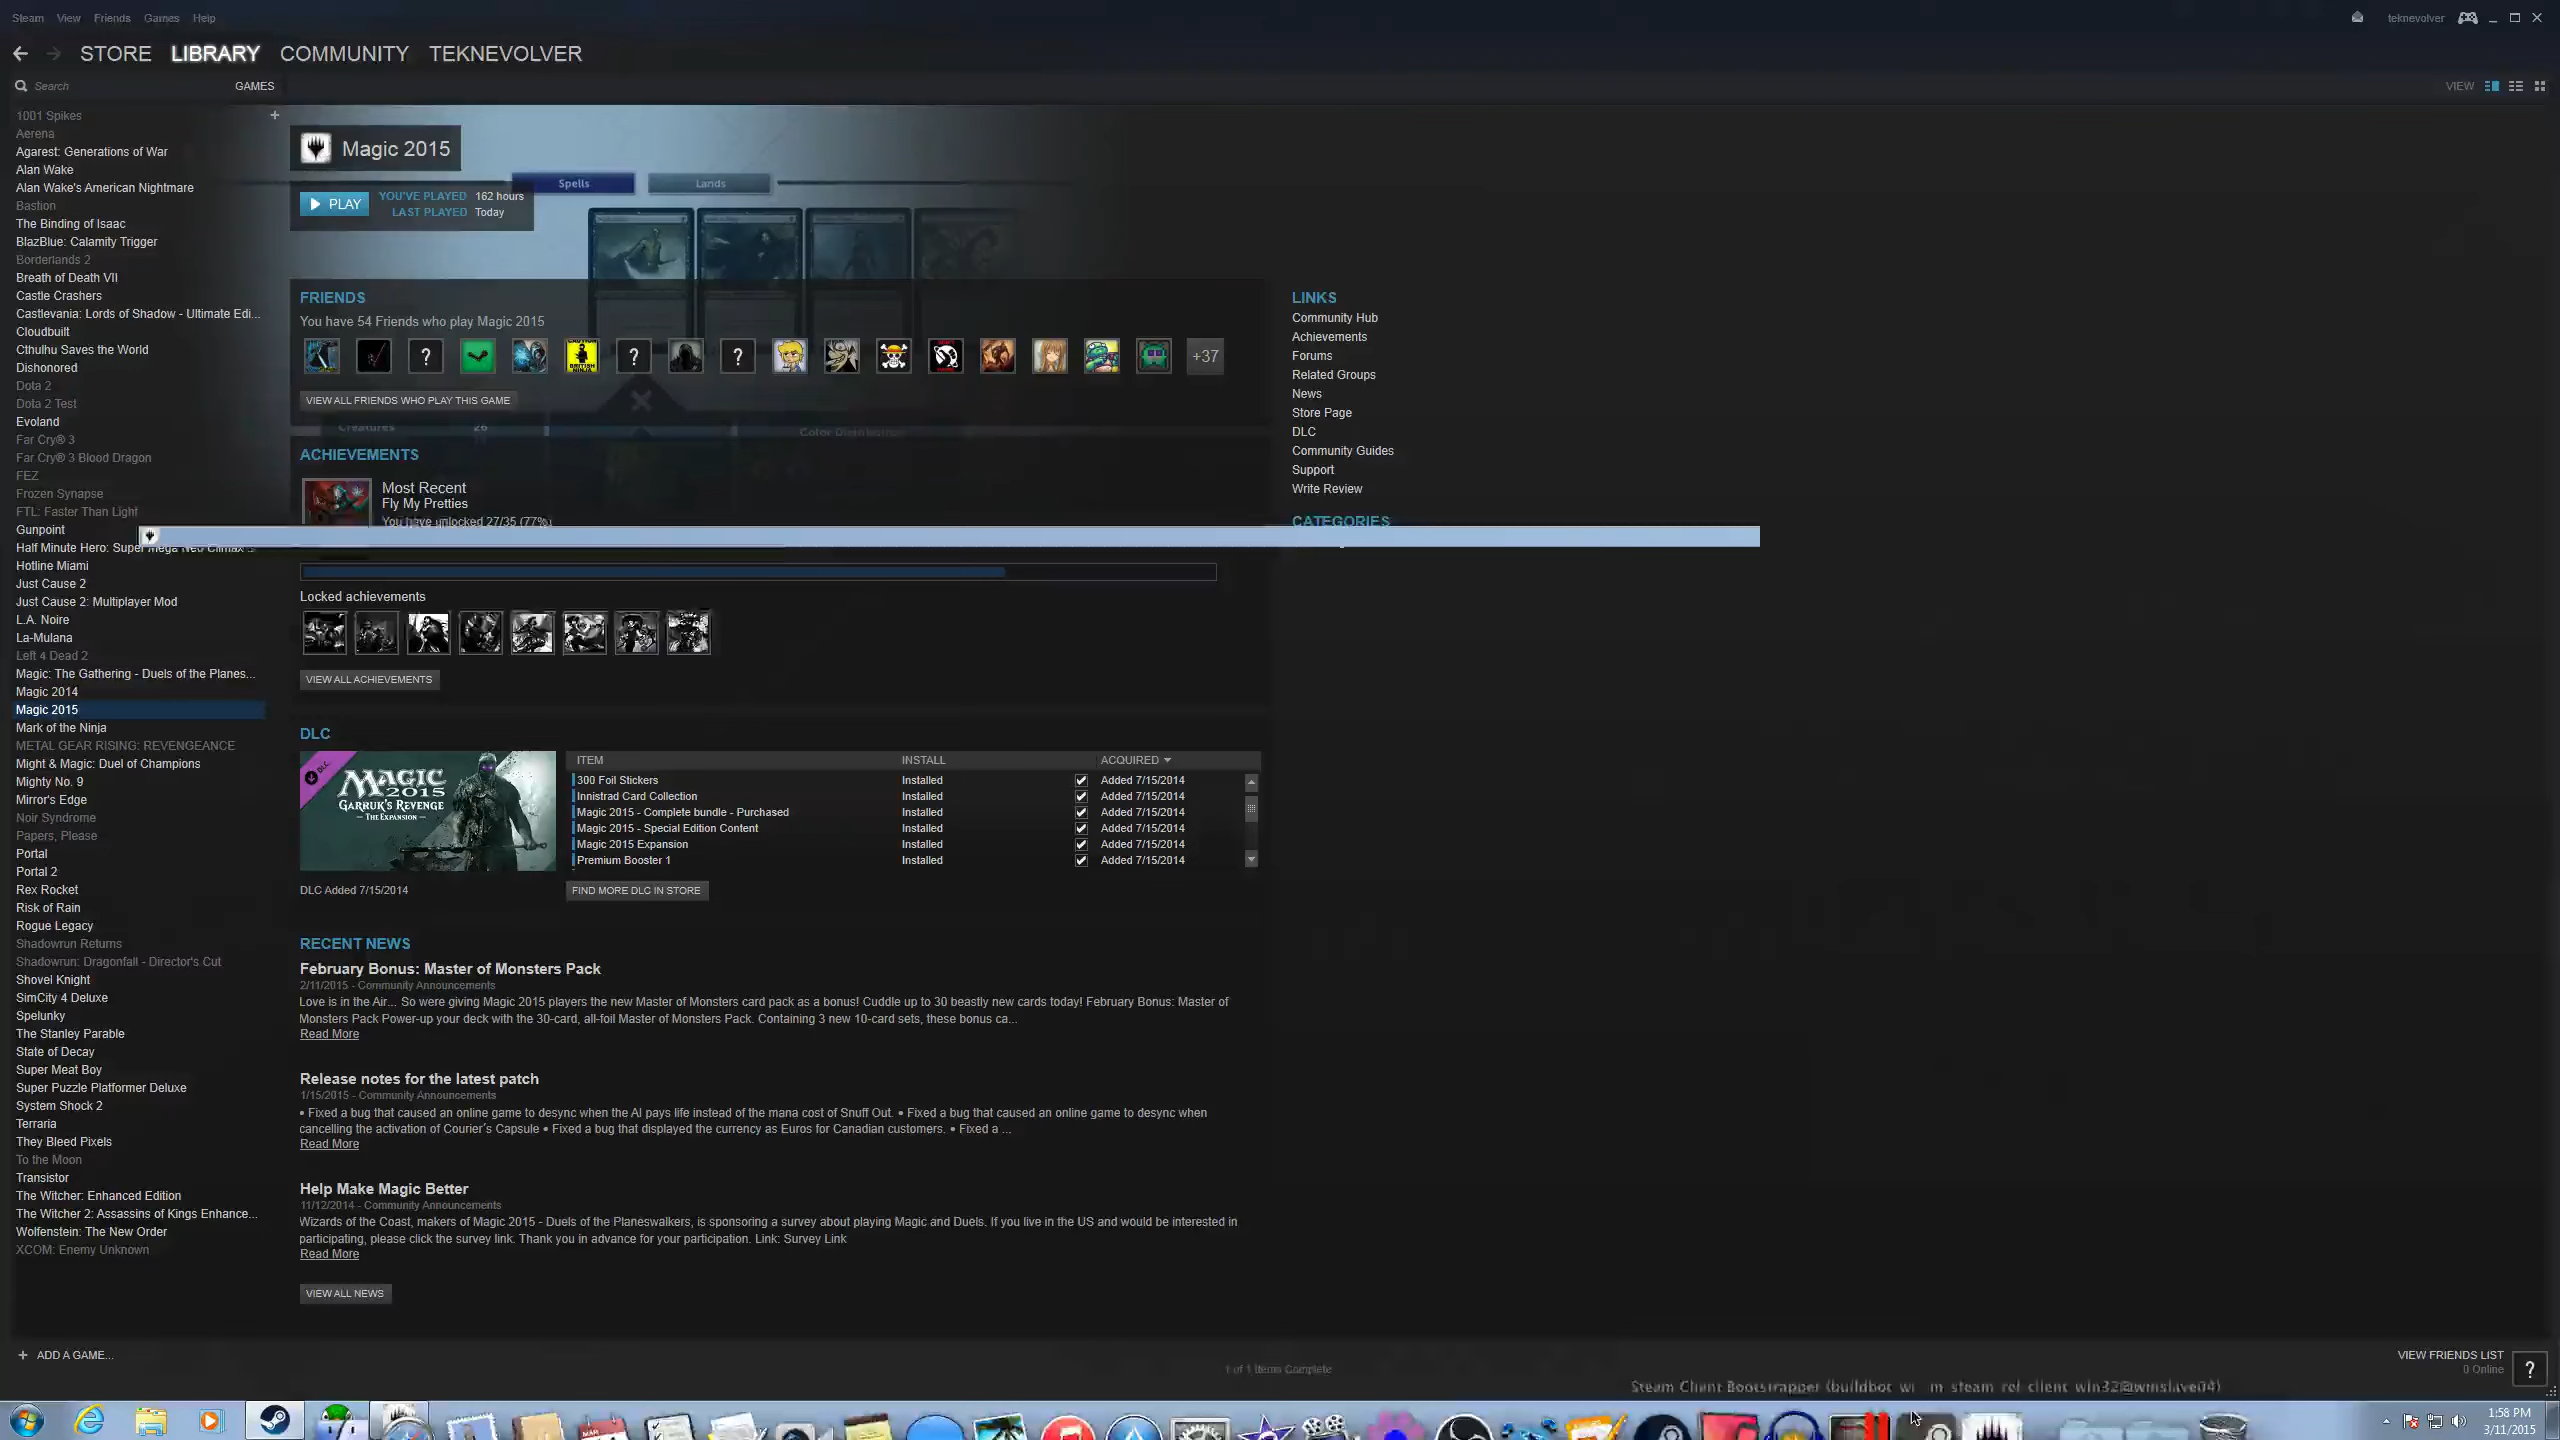 Steam View Friends Games Help
teknevolver
STORE LIBRARY COMMUNITY TEKNEVOLVER
Search GAMES
VIEW
1001 Spikes
Aerena
Agarest: Generations of War
Alan Wake
Alan Wake's American Nightmare
Bastion
The Binding of Isaac
BlazBlue: Calamity Trigger
Borderlands 2
Breath of Death VII
Castle Crashers
Castlevania: Lords of Shadow - Ultimate Edi...
Cloudbuilt
Cthulhu Saves the World
Dishonored
Dota 2
Dota 2 Test
Evoland
Far Cry® 3
Far Cry® 3 Blood Dragon
FEZ
Frozen Synapse
FTL: Faster Than Light
Gunpoint
Half Minute Hero: Super Mega Neo Climax
Hotline Miami
Just Cause 2
Just Cause 2: Multiplayer Mod
L.A. Noire
La-Mulana
Left 4 Dead 2
Magic: The Gathering - Duels of the Planes...
Magic 2014
Magic 2015
Mark of the Ninja
METAL GEAR RISING: REVENGEANCE
Might & Magic: Duel of Champions
Mighty No. 9
Mirror's Edge
Noir Syndrome
Papers, Please
Portal
Portal 2
Rex Rocket
Risk of Rain
Rogue Legacy
Shadowrun Returns
Shadowrun: Dragonfall - Director's Cut
Shovel Knight
SimCity 4 Deluxe
Spelunky
The Stanley Parable
State of Decay
Super Meat Boy
Super Puzzle Platformer Deluxe
System Shock 2
Terraria
They Bleed Pixels
To the Moon
Transistor
The Witcher: Enhanced Edition
The Witcher 2: Assassins of Kings Enhance...
Wolfenstein: The New Order
XCOM: Enemy Unknown
Magic 2015
Spells Lands
PLAY
YOU'VE PLAYED 162 hours
LAST PLAYED Today
FRIENDS
You have 54 Friends who play Magic 2015
+37
VIEW ALL FRIENDS WHO PLAY THIS GAME
Creatures 26
ACHIEVEMENTS
Most Recent
Fly My Pretties
You have unlocked 27/35 (77%)
Locked achievements
VIEW ALL ACHIEVEMENTS
DLC
DLC
MAGIC
2015
GARRUK'S REVENGE
THE EXPANSION
DLC Added 7/15/2014
ITEM INSTALL ACQUIRED
300 Foil Stickers Installed Added 7/15/2014
Innistrad Card Collection Installed Added 7/15/2014
Magic 2015 - Complete bundle - Purchased Installed Added 7/15/2014
Magic 2015 - Special Edition Content Installed Added 7/15/2014
Magic 2015 Expansion Installed Added 7/15/2014
Premium Booster 1 Installed Added 7/15/2014
FIND MORE DLC IN STORE
RECENT NEWS
February Bonus: Master of Monsters Pack
2/11/2015 - Community Announcements
Love is in the Air... So were giving Magic 2015 players the new Master of Monsters card pack as a bonus! Cuddle up to 30 beastly new cards today! February Bonus: Master of
Monsters Pack Power-up your deck with the 30-card, all-foil Master of Monsters Pack. Containing 3 new 10-card sets, these bonus ca...
Read More
Release notes for the latest patch
1/15/2015 - Community Announcements
• Fixed a bug that caused an online game to desync when the AI pays life instead of the mana cost of Snuff Out. • Fixed a bug that caused an online game to desync when
cancelling the activation of Courier's Capsule • Fixed a bug that displayed the currency as Euros for Canadian customers. • Fixed a ...
Read More
Help Make Magic Better
11/12/2014 - Community Announcements
Wizards of the Coast, makers of Magic 2015 - Duels of the Planeswalkers, is sponsoring a survey about playing Magic and Duels. If you live in the US and would be interested in
participating, please click the survey link. Thank you in advance for your participation. Link: Survey Link
Read More
VIEW ALL NEWS
LINKS
Community Hub
Achievements
Forums
Related Groups
News
Store Page
DLC
Community Guides
Support
Write Review
CATEGORIES
+ ADD A GAME...
1 of 1 Items Complete
VIEW FRIENDS LIST
0 Online
Steam Client Bootstrapper (buildbot
1:58 PM
3/11/2015